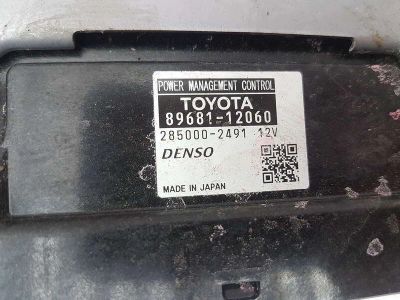 POWER MANAGEMENT CONTROL
TOYOTA
89681-12060
285000-2491 12V
DENSO
MADE IN JAPAN